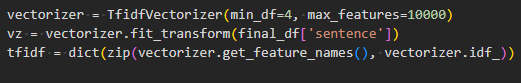 vectorizer = TfidfVectorizer(min_df=4, max_features=10000)
vz = vectorizer.fit_transform(final_df['sentence'])
tfidf = dict(zip(vectorizer.get_feature_names(), vectorizer.idf_))